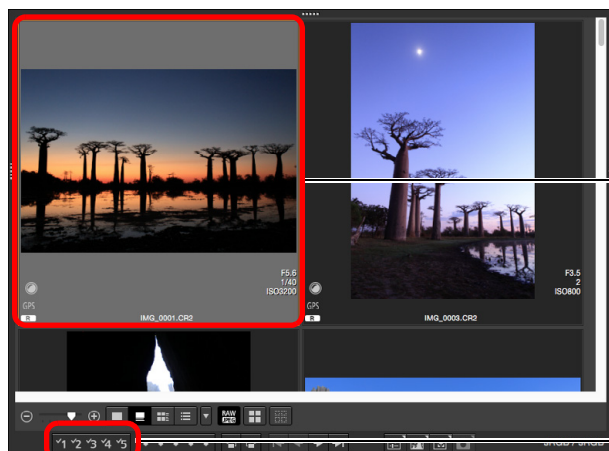 F5.6
1/40
ISO3200
GPS
R
IMG_0001.CR2
F3.5
2
ISO800
GPS
R
IMG_0003.CR2
RAW
JPEG
1 2 3 4 5